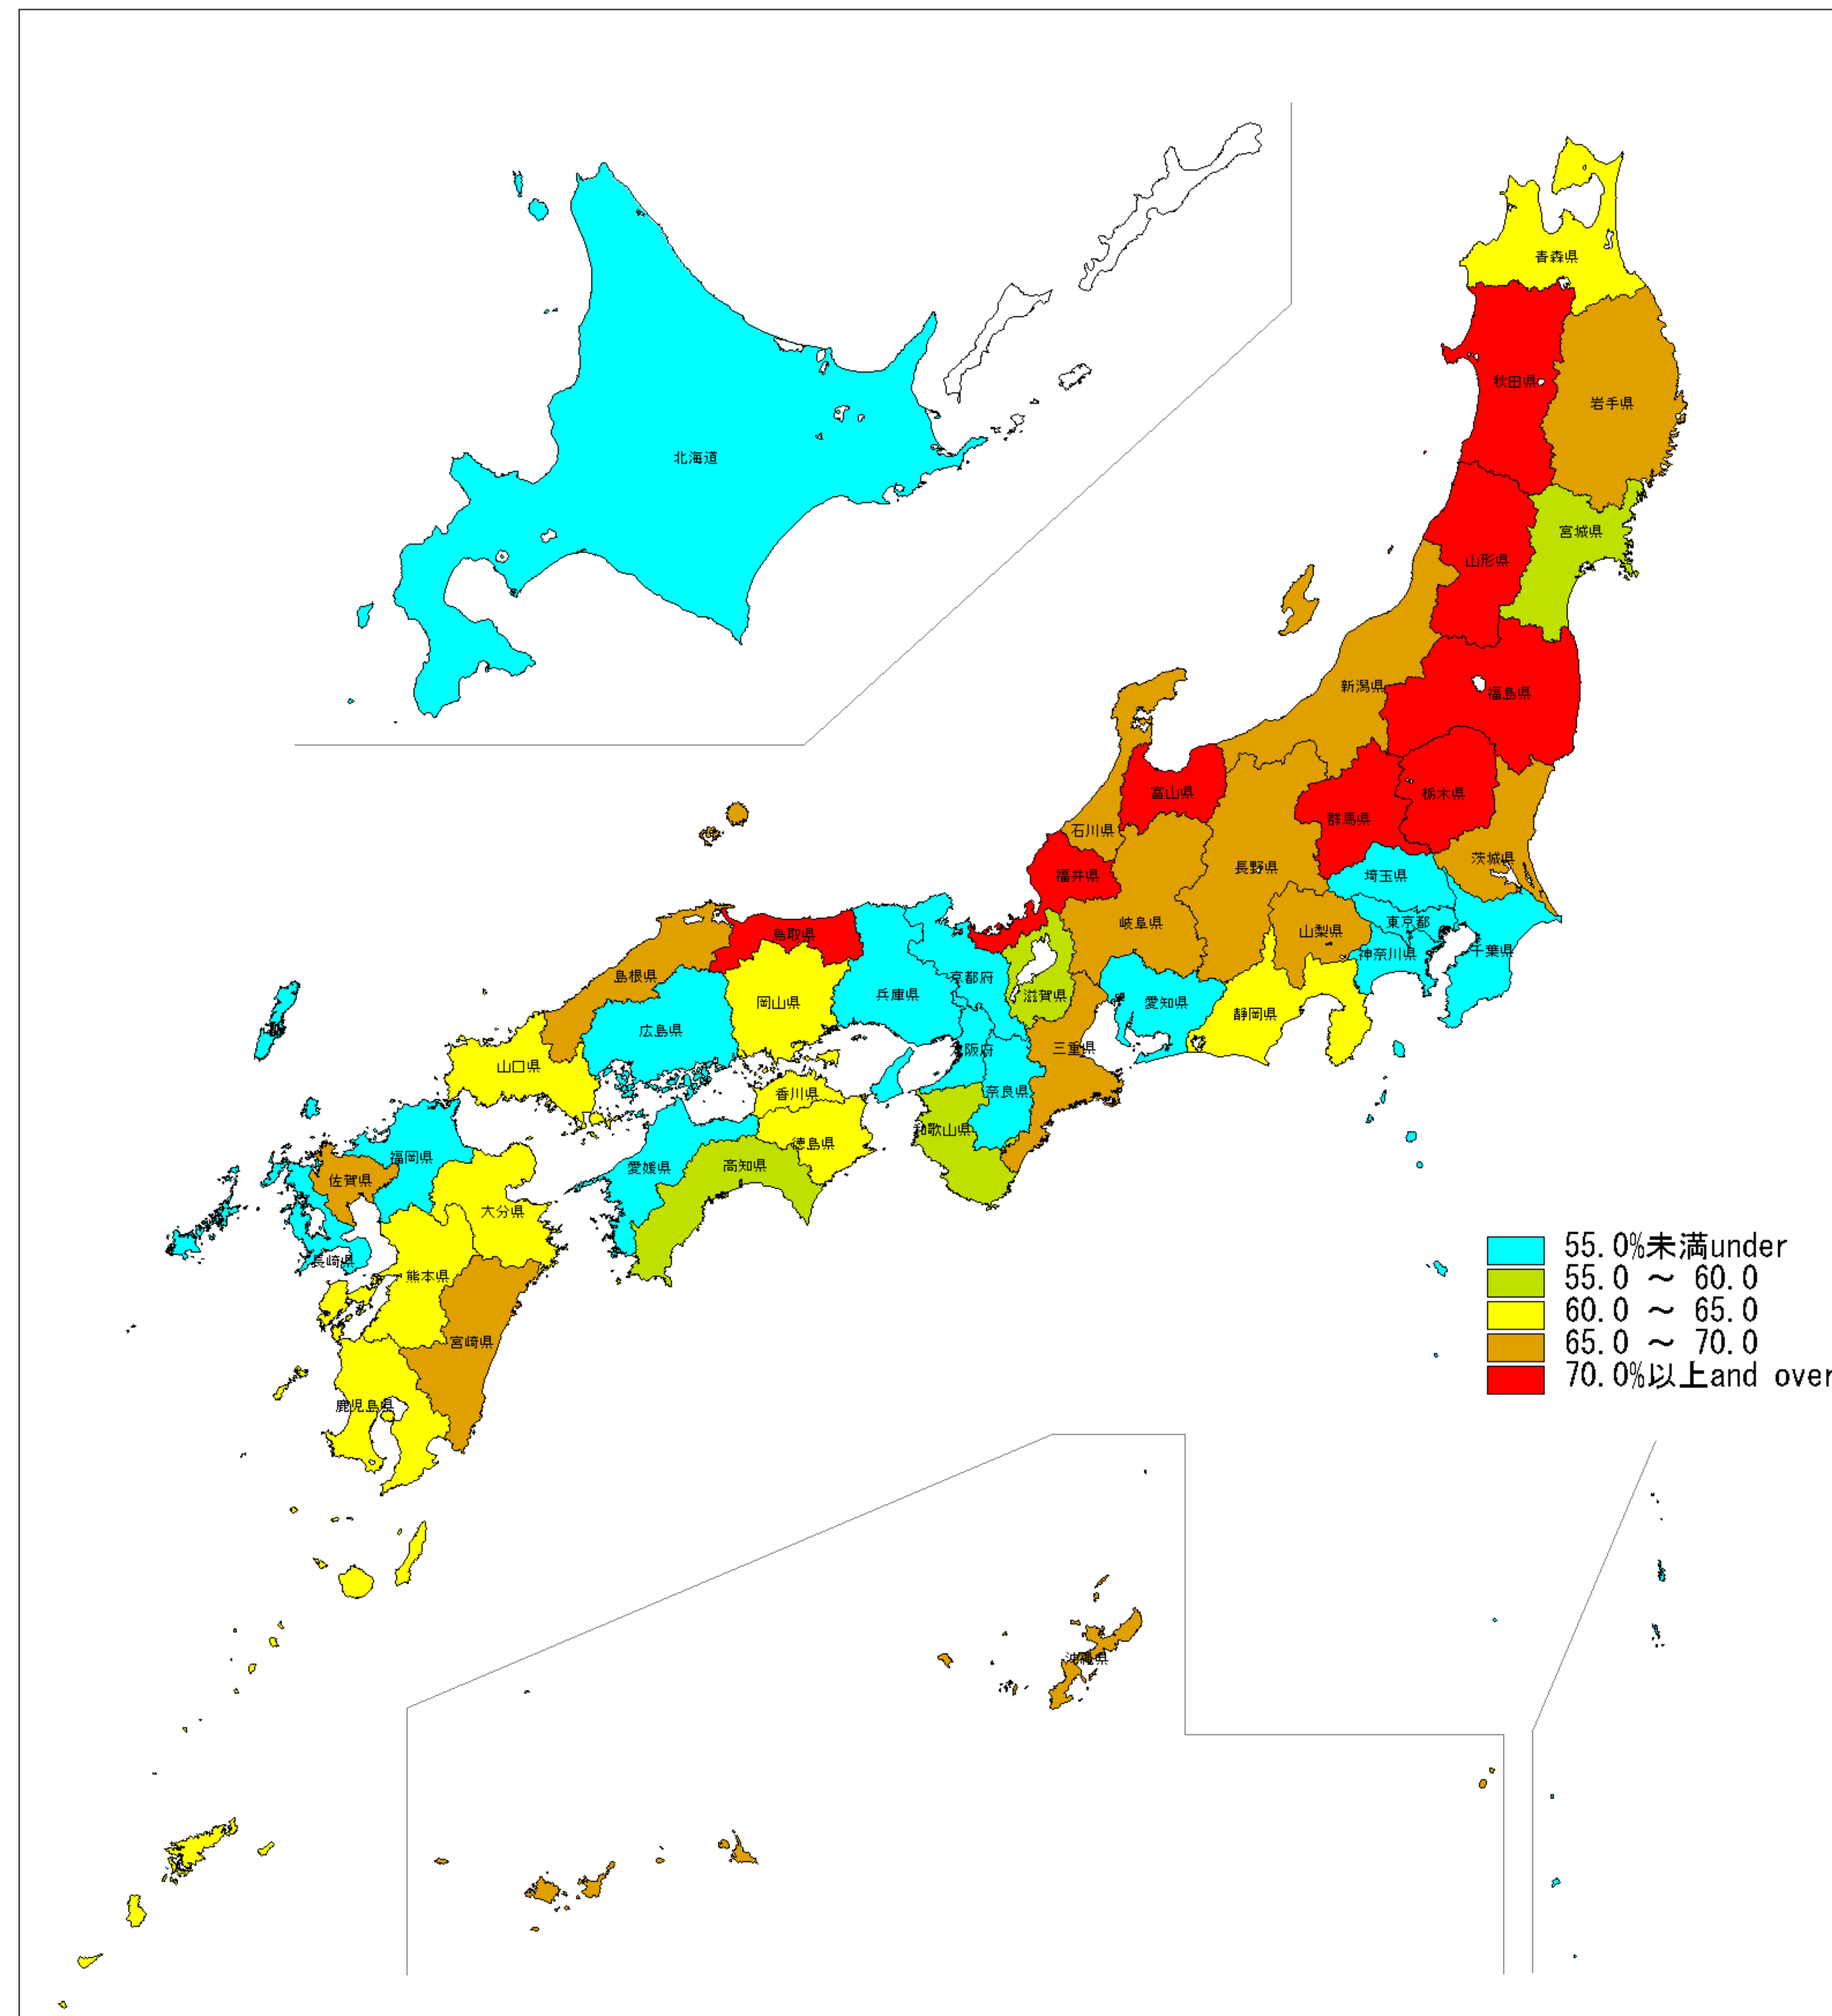 青森県
秋田県
岩手県
北海道
宮城県
山形県
新潟県
福島県
富山県
栃木県
群馬県
石川県
茨城県
福井県
長野県
埼玉県
岐阜県
山梨県
東京都
鳥取県
神奈川県
千葉県
島根県
京都府
兵庫県
滋賀県
岡山県
愛知県
静岡県
広島県
三重県
大阪府
山口県
香川県
奈良県
和歌山県
徳島県
福岡県
愛媛県
高知県
佐賀県
大分県
長崎県
熊本県
宮崎県
鹿児島県
沖縄県
55.0%未満under
55.0 ～ 60.0
60.0 ～ 65.0
65.0 ～ 70.0
70.0%以上and over